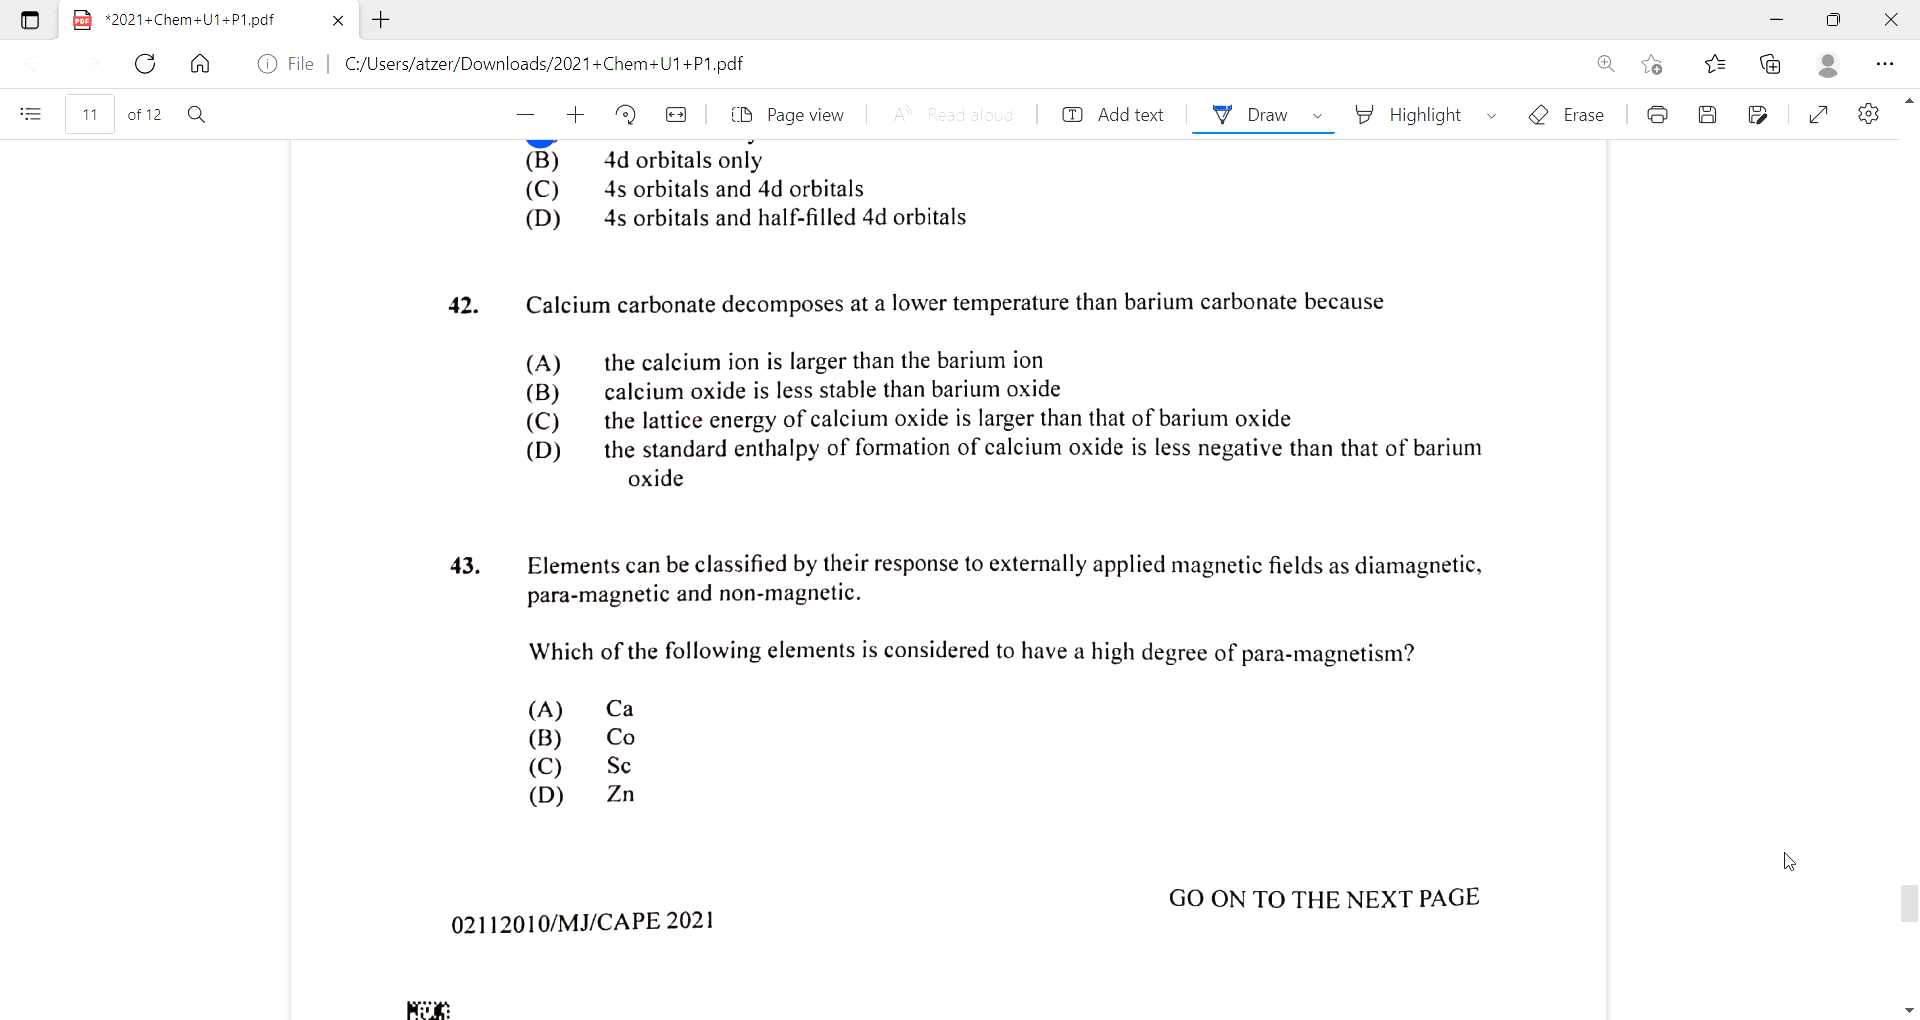 *2021+Chem+U1+P1.pdf
File
C:/Users/atzer/Downloads/2021+Chem+U1+P1.pdf
11 of 12
Page view
Read aloud
Add text
Draw
Highlight
Erase
(B) 4d orbitals only
(C) 4s orbitals and 4d orbitals
(D) 4s orbitals and half-filled 4d orbitals
42. Calcium carbonate decomposes at a lower temperature than barium carbonate because
(A) the calcium ion is larger than the barium ion
(B) calcium oxide is less stable than barium oxide
(C) the lattice energy of calcium oxide is larger than that of barium oxide
(D) the standard enthalpy of formation of calcium oxide is less negative than that of barium
oxide
43. Elements can be classified by their response to externally applied magnetic fields as diamagnetic,
para-magnetic and non-magnetic.
Which of the following elements is considered to have a high degree of para-magnetism?
(A) Ca
(B) Co
(C) Sc
(D) Zn
GO ON TO THE NEXT PAGE
02112010/MJ/CAPE 2021